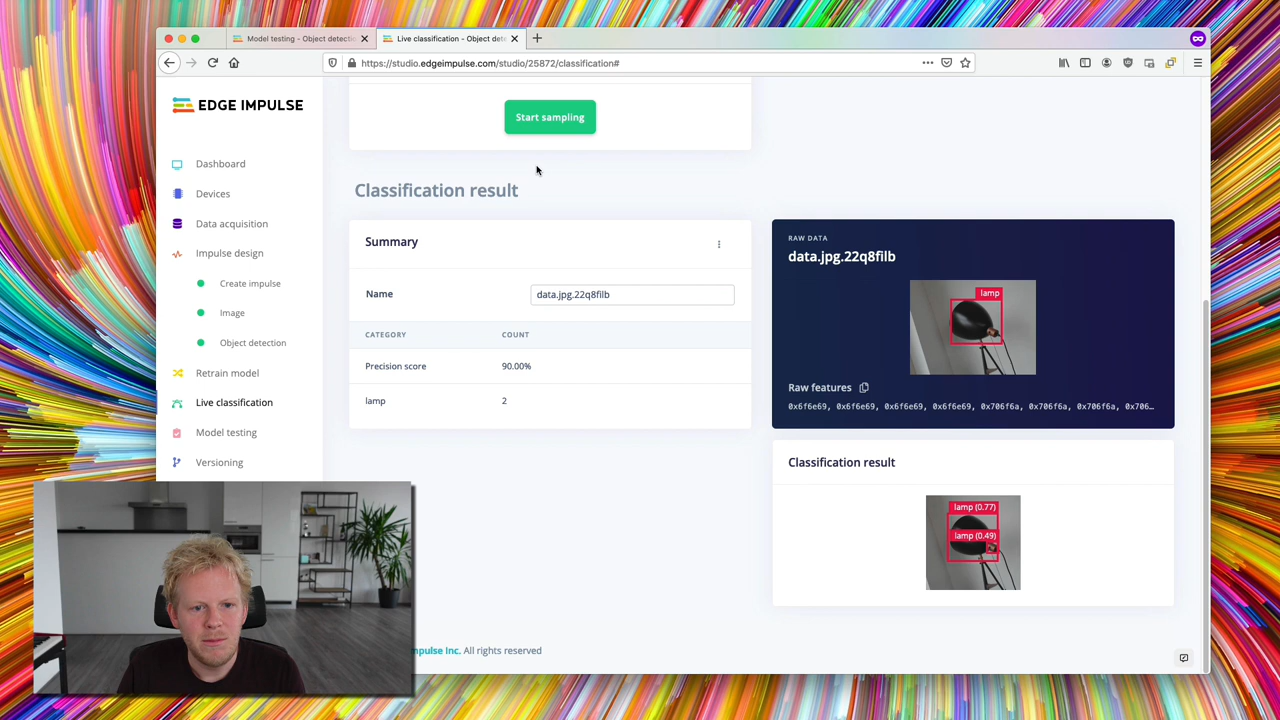 Model testing - Object detectio
Live classification - Object det
https://studio.edgeimpulse.com/studio/25872/classification#
EDGE IMPULSE
Start sampling
Dashboard
Classification result
Devices
Data acquisition
Summary
RAW DATA
data.jpg.22q8filb
Impulse design
Create impulse
Name
data.jpg.22q8filb
lamp
Image
CATEGORY
COUNT
Object detection
Precision score
90.00%
Retrain model
Raw features
Live classification
lamp
2
0x6f6e69, 0x6f6e69, 0x6f6e69, 0x6f6e69, 0x706f6a, 0x706f6a, 0x706f6a, 0x706…
Model testing
Versioning
Classification result
lamp (0.77)
lamp (0.49)
mpulse Inc. All rights reserved